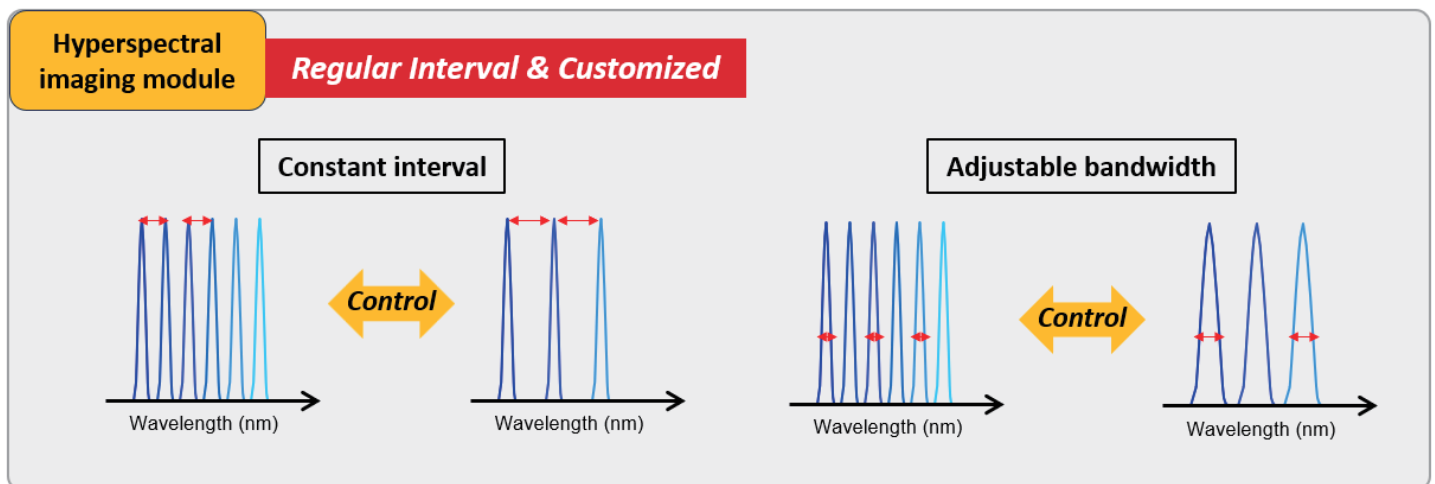 Hyperspectral
imaging module
Regular Interval & Customized
Constant interval
Adjustable bandwidth
Control
Control
Wavelength (nm)
Wavelength (nm)
Wavelength (nm)
Wavelength (nm)